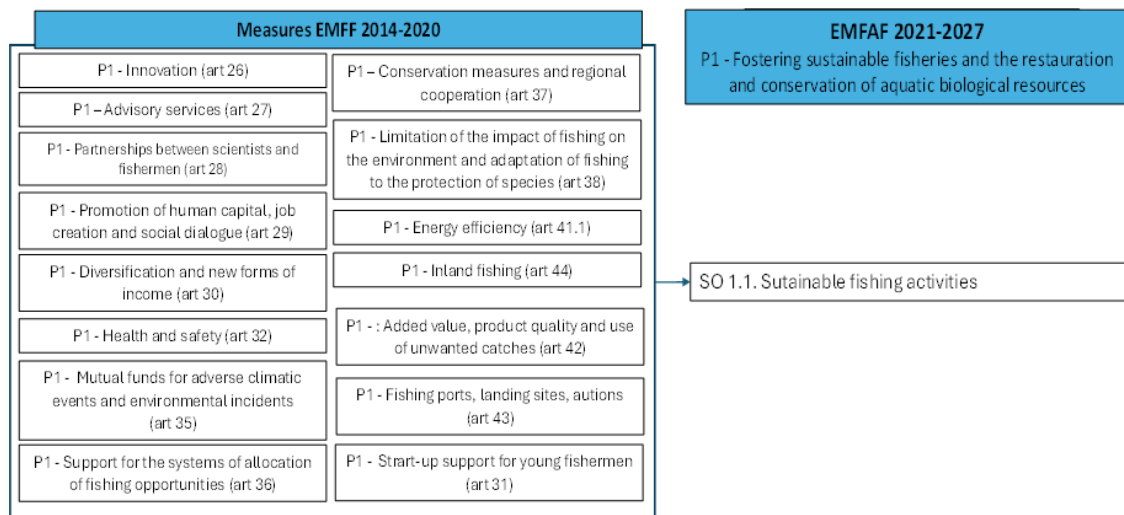 Measures EMFF 2014-2020
P1 - Innovation (art 26)
P1 – Advisory services (art 27)
P1 - Partnerships between scientists and
fishermen (art 28)
P1 - Promotion of human capital, job
creation and social dialogue (art 29)
P1 - Diversification and new forms of
income (art 30)
P1 - Health and safety (art 32)
P1 - Mutual funds for adverse climatic
events and environmental incidents
(art 35)
P1 - Support for the systems of allocation
of fishing opportunities (art 36)
P1 – Conservation measures and regional
cooperation (art 37)
P1 - Limitation of the impact of fishing on
the environment and adaptation of fishing
to the protection of species (art 38)
P1 - Energy efficiency (art 41.1)
P1 - Inland fishing (art 44)
P1 - : Added value, product quality and use
of unwanted catches (art 42)
P1 - Fishing ports, landing sites, autions
(art 43)
P1 - Strart-up support for young fishermen
(art 31)
EMFAF 2021-2027
P1 - Fostering sustainable fisheries and the restauration
and conservation of aquatic biological resources
SO 1.1. Sutainable fishing activities